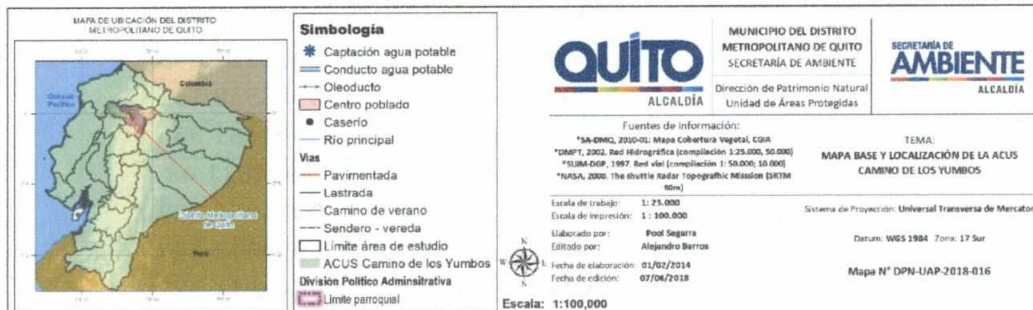 MAPA DE UBICACIÓN DEL DISTRITO
METROPOLITANO DE QUITO
Colombia
Océano
Pacífico
Distrito Metropolitano
de Quito
Perú
Simbología
Captación agua potable
Conducto agua potable
Oleoducto
Centro poblado
Caserío
Río principal
Vías
Pavimentada
Lastrada
Camino de verano
Sendero - vereda
Límite área de estudio
ACUS Camino de los Yumbos
División Político Adminsitrativa
Límite parroquial
QUITO
ALCALDÍA
MUNICIPIO DEL DISTRITO
METROPOLITANO DE QUITO
SECRETARÍA DE AMBIENTE
Dirección de Patrimonio Natural
Unidad de Áreas Protegidas
SECRETARÍA DE
AMBIENTE
ALCALDÍA
Fuentes de Información:
*SA-DMQ, 2010-01: Mapa Cobertura Vegetal, CGIA
*DMPT, 2002. Red Hidrográfica (compilación 1:25.000, 50.000)
*SUIM-DGP, 1997. Red vial (compilación 1: 50.000; 10.000)
*NASA, 2000. The shuttle Radar Topografhic Mission (SRTM
90m)
TEMA:
MAPA BASE Y LOCALIZACIÓN DE LA ACUS
CAMINO DE LOS YUMBOS
Escala de trabajo: 1: 25.000
Escala de impresión: 1 : 100.000
Sistema de Proyección: Universal Transversa de Mercator
Elaborado por: Pool Segarra
Editado por: Alejandro Barros
Datum: WGS 1984 Zona: 17 Sur
Fecha de elaboración: 01/02/2014
Fecha de edición: 07/06/2018
Mapa N° DPN-UAP-2018-016
N
W
E
S
Escala: 1:100,000